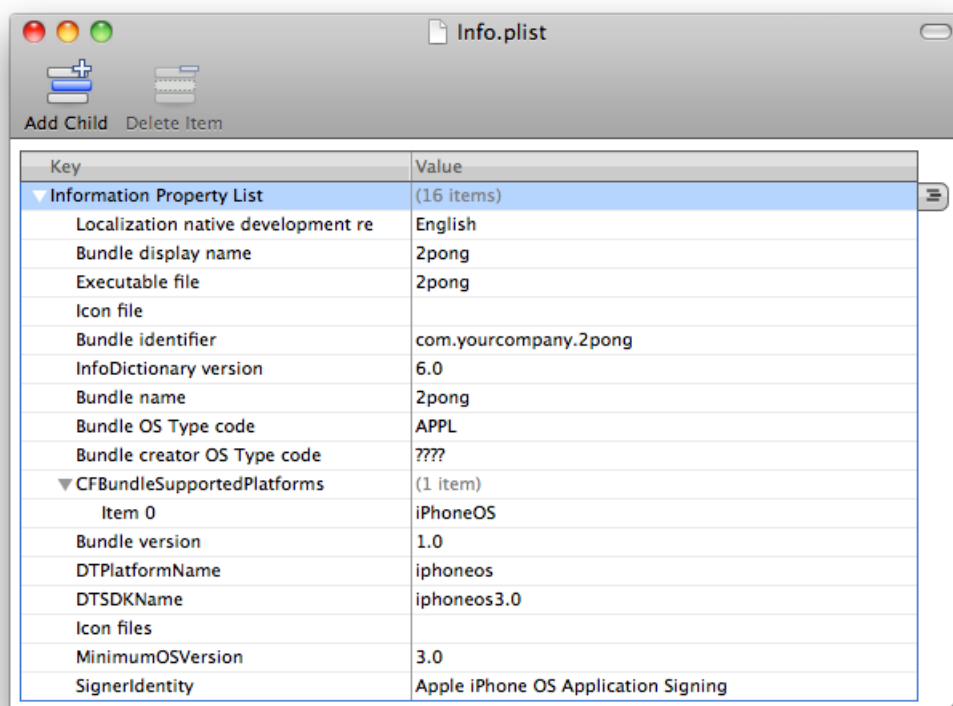 Info.plist
Add Child Delete Item
Key Value
Information Property List (16 items)
Localization native development re English
Bundle display name 2pong
Executable file 2pong
Icon file
Bundle identifier com.yourcompany.2pong
InfoDictionary version 6.0
Bundle name 2pong
Bundle OS Type code APPL
Bundle creator OS Type code ????
CFBundleSupportedPlatforms (1 item)
Item 0 iPhoneOS
Bundle version 1.0
DTPlatformName iphoneos
DTSDKName iphoneos3.0
Icon files
MinimumOSVersion 3.0
SignerIdentity Apple iPhone OS Application Signing